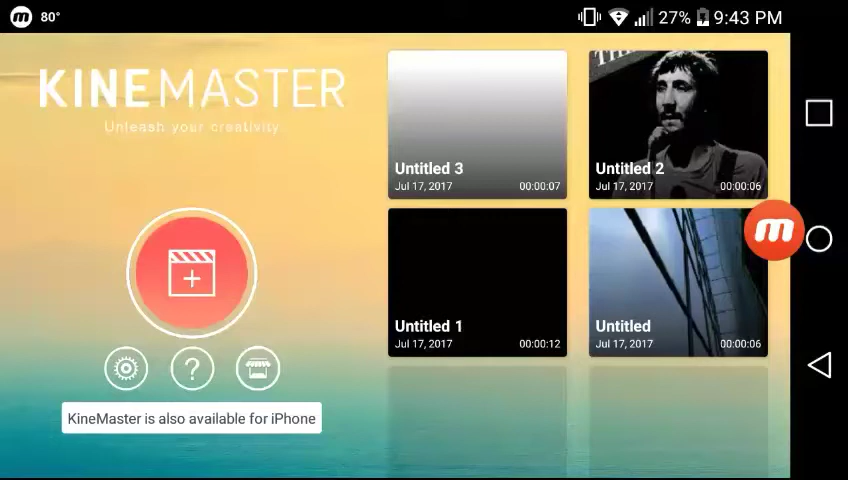 80°
27%
9:43 PM
KINEMASTER
Unleash your creativity
Untitled 3
Jul 17, 2017
00:00:07
TH
Untitled 2
Jul 17, 2017
00:00:06
Untitled 1
Jul 17, 2017
00:00:12
Untitled
Jul 17, 2017
00:00:06
KineMaster is also available for iPhone